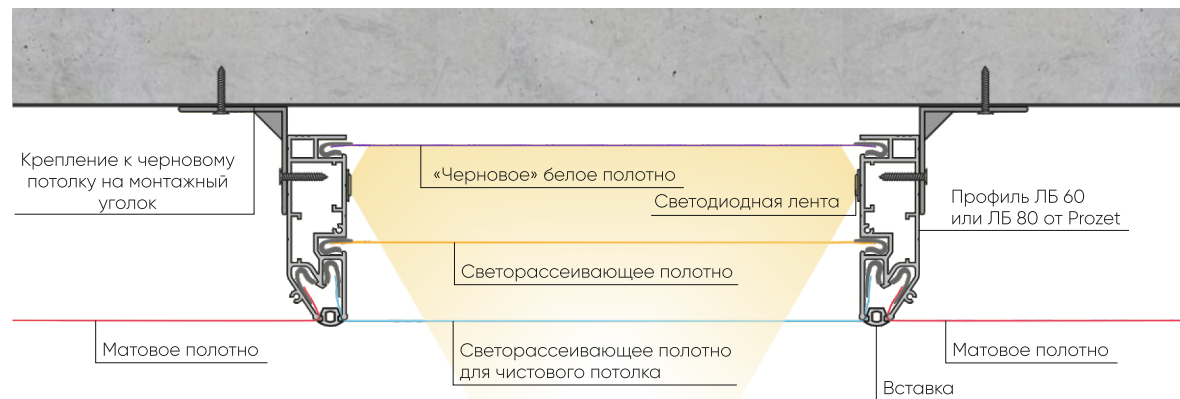 Крепление к черновому
потолку на монтажный
уголок
«Черновое» белое полотно
Светодиодная лента
Профиль ЛБ 60
или ЛБ 80 от Prozet
Светорассеивающее полотно
Матовое полотно
Светорассеивающее полотно
для чистового потолка
Матовое полотно
Вставка